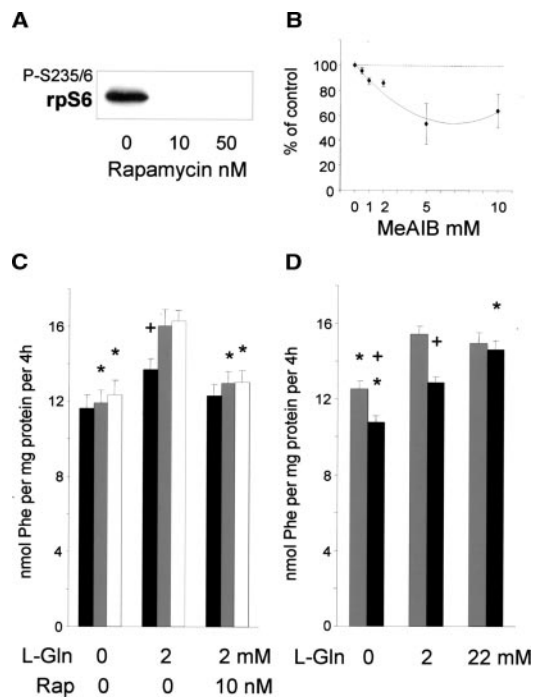 A
P-S235/6
rpS6
0 10 50
Rapamycin nM
B
% of control
100
80
60
40
20
0
0 1 2 5 10
MeAIB mM
C
nmol Phe per mg protein per 4h
16
12
8
4
0
+ * * * *
L-Gln 0 2 2 mM
Rap 0 0 10 nM
D
nmol Phe per mg protein per 4h
16
12
8
4
0
* + * + *
L-Gln 0 2 22 mM